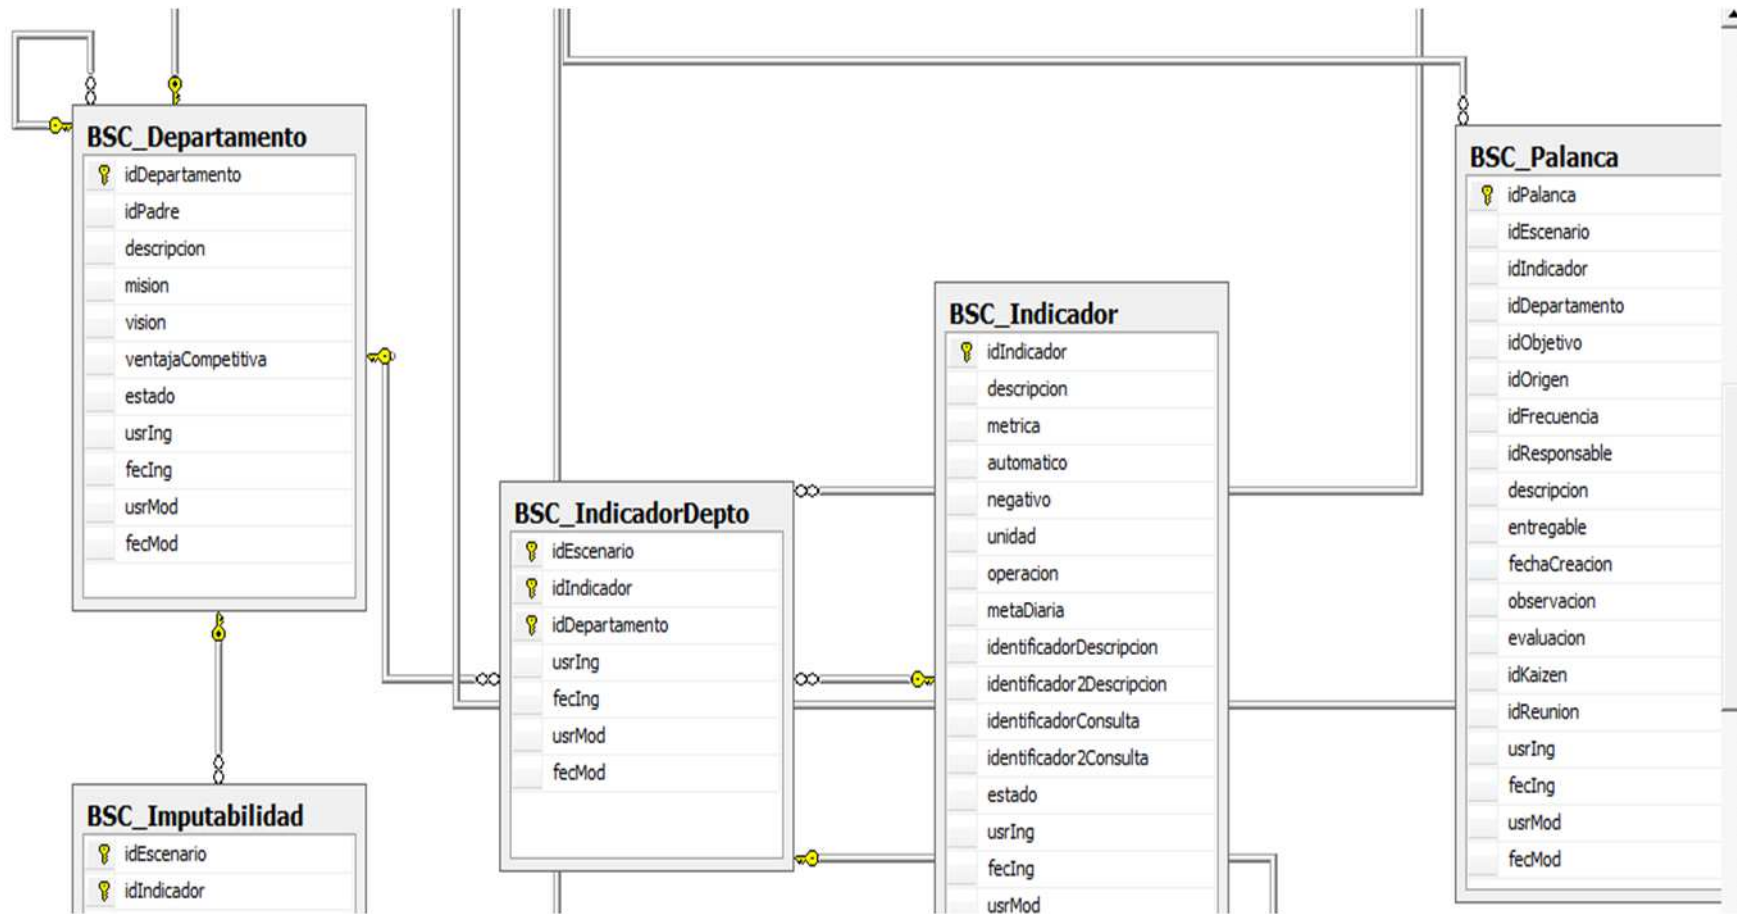 BSC_Departamento
idDepartamento
idPadre
descripcion
mision
vision
ventajaCompetitiva
estado
usrIng
fecIng
usrMod
fecMod
BSC_Imputabilidad
idEscenario
idIndicador
BSC_IndicadorDepto
idEscenario
idIndicador
idDepartamento
usrIng
fecIng
usrMod
fecMod
BSC_Indicador
idIndicador
descripcion
metrica
automatico
negativo
unidad
operacion
metaDiaria
identificadorDescripcion
identificador2Descripcion
identificadorConsulta
identificador2Consulta
estado
usrIng
fecIng
usrMod
BSC_Palanca
idPalanca
idEscenario
idIndicador
idDepartamento
idObjetivo
idOrigen
idFrecuencia
idResponsable
descripcion
entregable
fechaCreacion
observacion
evaluacion
idKaizen
idReunion
usrIng
fecIng
usrMod
fecMod